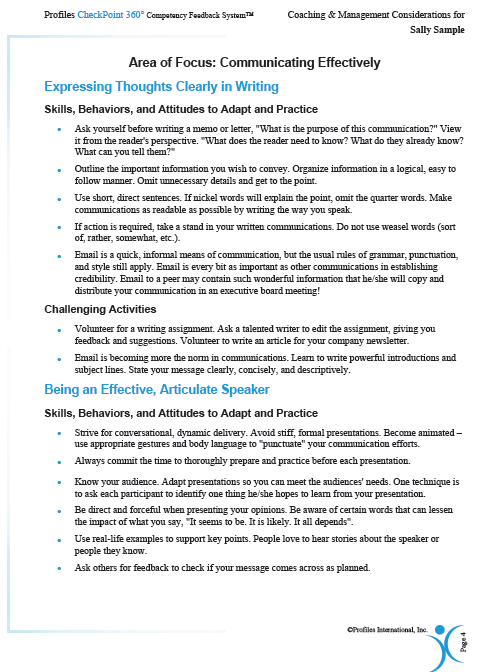 Profiles CheckPoint 360° Competency Feedback System™ Coaching & Management Considerations for
Sally Sample
Area of Focus: Communicating Effectively
Expressing Thoughts Clearly in Writing
Skills, Behaviors, and Attitudes to Adapt and Practice
• Ask yourself before writing a memo or letter, "What is the purpose of this communication?" View
it from the reader's perspective. "What does the reader need to know? What do they already know?
What can you tell them?"
• Outline the important information you wish to convey. Organize information in a logical, easy to
follow manner. Omit unnecessary details and get to the point.
• Use short, direct sentences. If nickel words will explain the point, omit the quarter words. Make
communications as readable as possible by writing the way you speak.
• If action is required, take a stand in your written communications. Do not use weasel words (sort
of, rather, somewhat, etc.).
• Email is a quick, informal means of communication, but the usual rules of grammar, punctuation,
and style still apply. Email is every bit as important as other communications in establishing
credibility. Email to a peer may contain such wonderful information that he/she will copy and
distribute your communication in an executive board meeting!
Challenging Activities
• Volunteer for a writing assignment. Ask a talented writer to edit the assignment, giving you
feedback and suggestions. Volunteer to write an article for your company newsletter.
• Email is becoming more the norm in communications. Learn to write powerful introductions and
subject lines. State your message clearly, concisely, and descriptively.
Being an Effective, Articulate Speaker
Skills, Behaviors, and Attitudes to Adapt and Practice
• Strive for conversational, dynamic delivery. Avoid stiff, formal presentations. Become animated –
use appropriate gestures and body language to "punctuate" your communication efforts.
• Always commit the time to thoroughly prepare and practice before each presentation.
• Know your audience. Adapt presentations so you can meet the audiences' needs. One technique is
to ask each participant to identify one thing he/she hopes to learn from your presentation.
• Be direct and forceful when presenting your opinions. Be aware of certain words that can lessen
the impact of what you say, "It seems to be. It is likely. It all depends".
• Use real-life examples to support key points. People love to hear stories about the speaker or
people they know.
• Ask others for feedback to check if your message comes across as planned.
©Profiles International, Inc.
Page 4